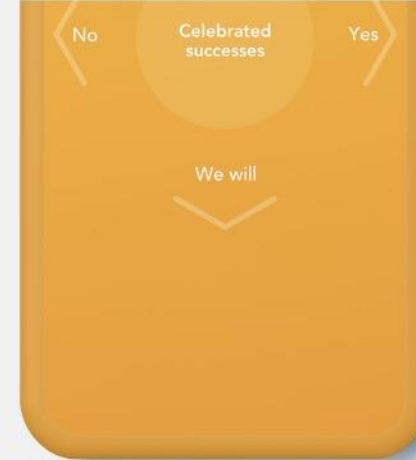 No
Celebrated
successes
Yes
We will